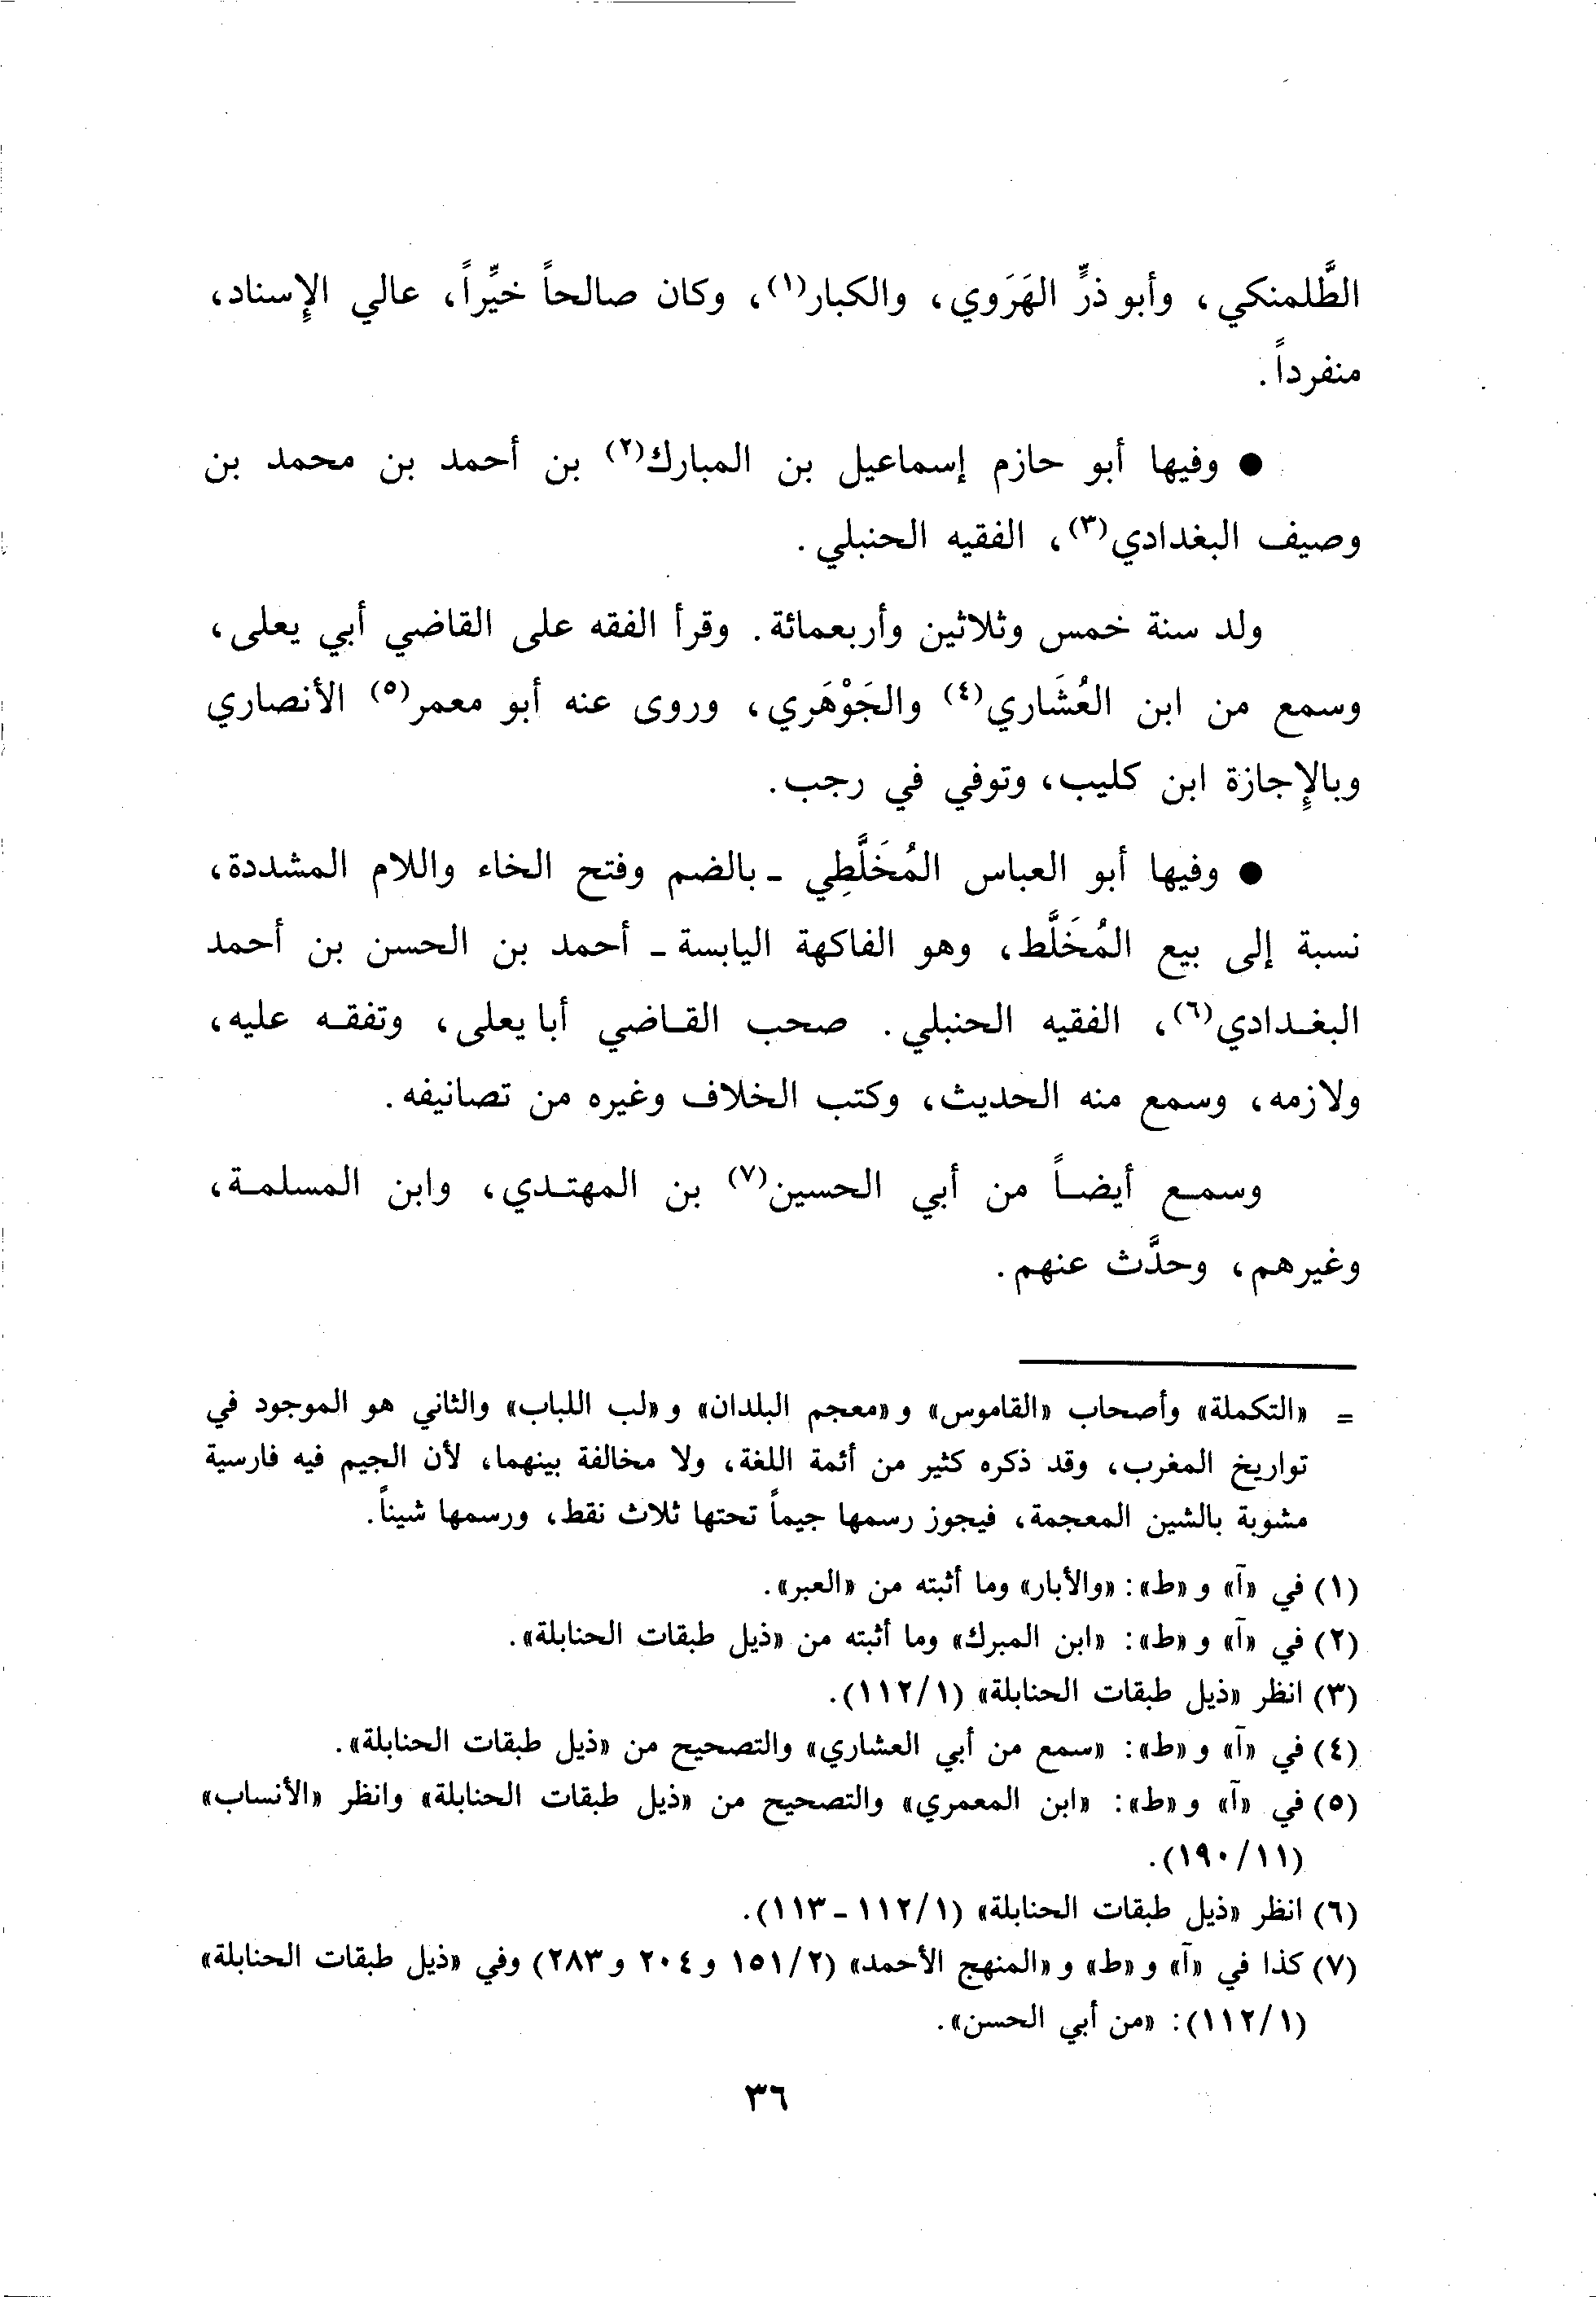 الطَّلمنكي، وأبو ذرٍّ الهَرَوي، والكبار(١)، وكان صالحاً خيِّراً، عالي الإِسناد،
منفرداً.
● وفيها أبو حازم إسماعيل بن المبارك(٢) بن أحمد بن محمد بن
وصيف البغدادي(٣)، الفقيه الحنبلي.
ولد سنة خمس وثلاثين وأربعمائة. وقرأ الفقه على القاضي أبي يعلى،
وسمع من ابن العُشَاري(٤) والجَوْهَري، وروى عنه أبو معمر(٥) الأنصاري
وبالإِجازة ابن كليب، وتوفي في رجب.
● وفيها أبو العباس المُخَلَّطِي ـ بالضم وفتح الخاء واللام المشددة،
نسبة إلى بيع المُخَلَّط، وهو الفاكهة اليابسة ـ أحمد بن الحسن بن أحمد
البغـدادي(٦)، الفقيه الحنبلي. صحب القـاضي أبا يعلى، وتفقـه عليه،
ولازمه، وسمع منه الحديث، وكتب الخلاف وغيره من تصانيفه.
وسمـع أيضـاً من أبي الحسين(٧) بن المهتـدي، وابن المسلمـة،
وغيرهم، وحدَّث عنهم.
= «التكملة» وأصحاب «القاموس» و«معجم البلدان» و«لب اللباب» والثاني هو الموجود في
تواريخ المغرب، وقد ذكره كثير من أئمة اللغة، ولا مخالفة بينهما، لأن الجيم فيه فارسية
مشوبة بالشين المعجمة، فيجوز رسمها جيماً تحتها ثلاث نقط، ورسمها شيناً.
(١) في «آ» و«ط»: «والأبار» وما أثبته من «العبر».
(٢) في «آ» و«ط»: «ابن المبرك» وما أثبته من «ذيل طبقات الحنابلة».
(٣) انظر «ذيل طبقات الحنابلة» (١/١١٢).
(٤) في «آ» و«ط»: «سمع من أبي العشاري» والتصحيح من «ذيل طبقات الحنابلة».
(٥) في «آ» و«ط»: «ابن المعمري» والتصحيح من «ذيل طبقات الحنابلة» وانظر «الأنساب»
(١١/١٩٠).
(٦) انظر «ذيل طبقات الحنابلة» (١/١١٢ ـ ١١٣).
(٧) كذا في «آ» و«ط» و«المنهج الأحمد» (٢/١٥١ و٢٠٤ و٢٨٣) وفي «ذيل طبقات الحنابلة»
(١/١١٢): «من أبي الحسن».
٣٦